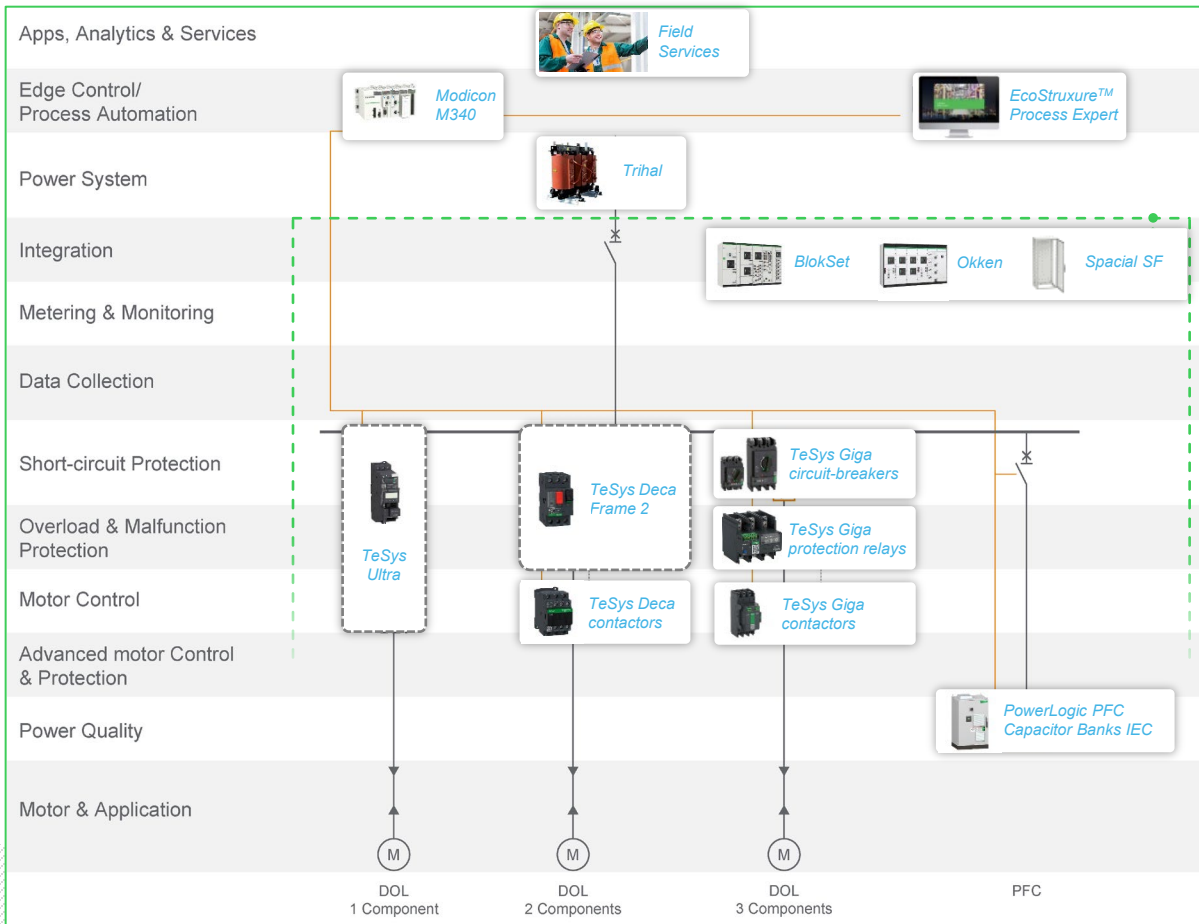 Apps, Analytics & Services
Field
Services
Edge Control/
Process Automation
Modicon
M340
EcoStruxure™
Process Expert
Power System
Trihal
Integration
BlokSet
Okken
Spacial SF
Metering & Monitoring
Data Collection
Short-circuit Protection
TeSys Giga
circuit-breakers
TeSys Deca
Frame 2
Overload & Malfunction
Protection
TeSys
Ultra
TeSys Giga
protection relays
Motor Control
TeSys Deca
contactors
TeSys Giga
contactors
Advanced motor Control
& Protection
Power Quality
PowerLogic PFC
Capacitor Banks IEC
Motor & Application
M
M
M
DOL
1 Component
DOL
2 Components
DOL
3 Components
PFC